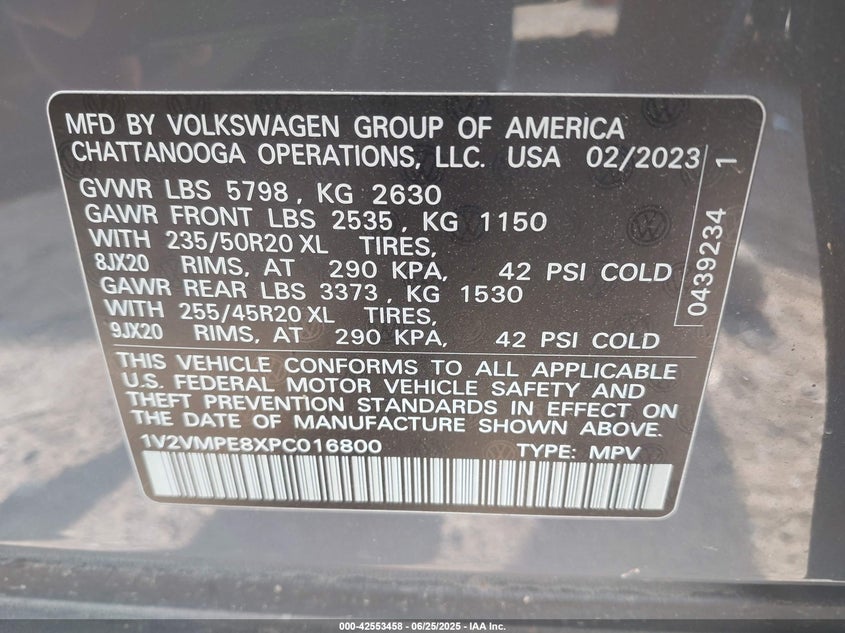 MFD BY VOLKSWAGEN GROUP OF AMERICA
CHATTANOOGA OPERATIONS, LLC. USA 02/2023
GVWR LBS 5798, KG 2630
GAWR FRONT LBS 2535, KG 1150
WITH 235/50R20 XL TIRES,
8JX20 RIMS, AT 290 KPA, 42 PSI COLD
GAWR REAR LBS 3373, KG 1530
WITH 255/45R20 XL TIRES,
9JX20 RIMS, AT 290 KPA, 42 PSI COLD
0439234 1
THIS VEHICLE CONFORMS TO ALL APPLICABLE
U.S. FEDERAL MOTOR VEHICLE SAFETY AND
THEFT PREVENTION STANDARDS IN EFFECT ON
THE DATE OF MANUFACTURE SHOWN ABOVE.
1V2VMPE8XPC016800 TYPE: MPV
000-42553458 - 06/25/2025 - IAA Inc.